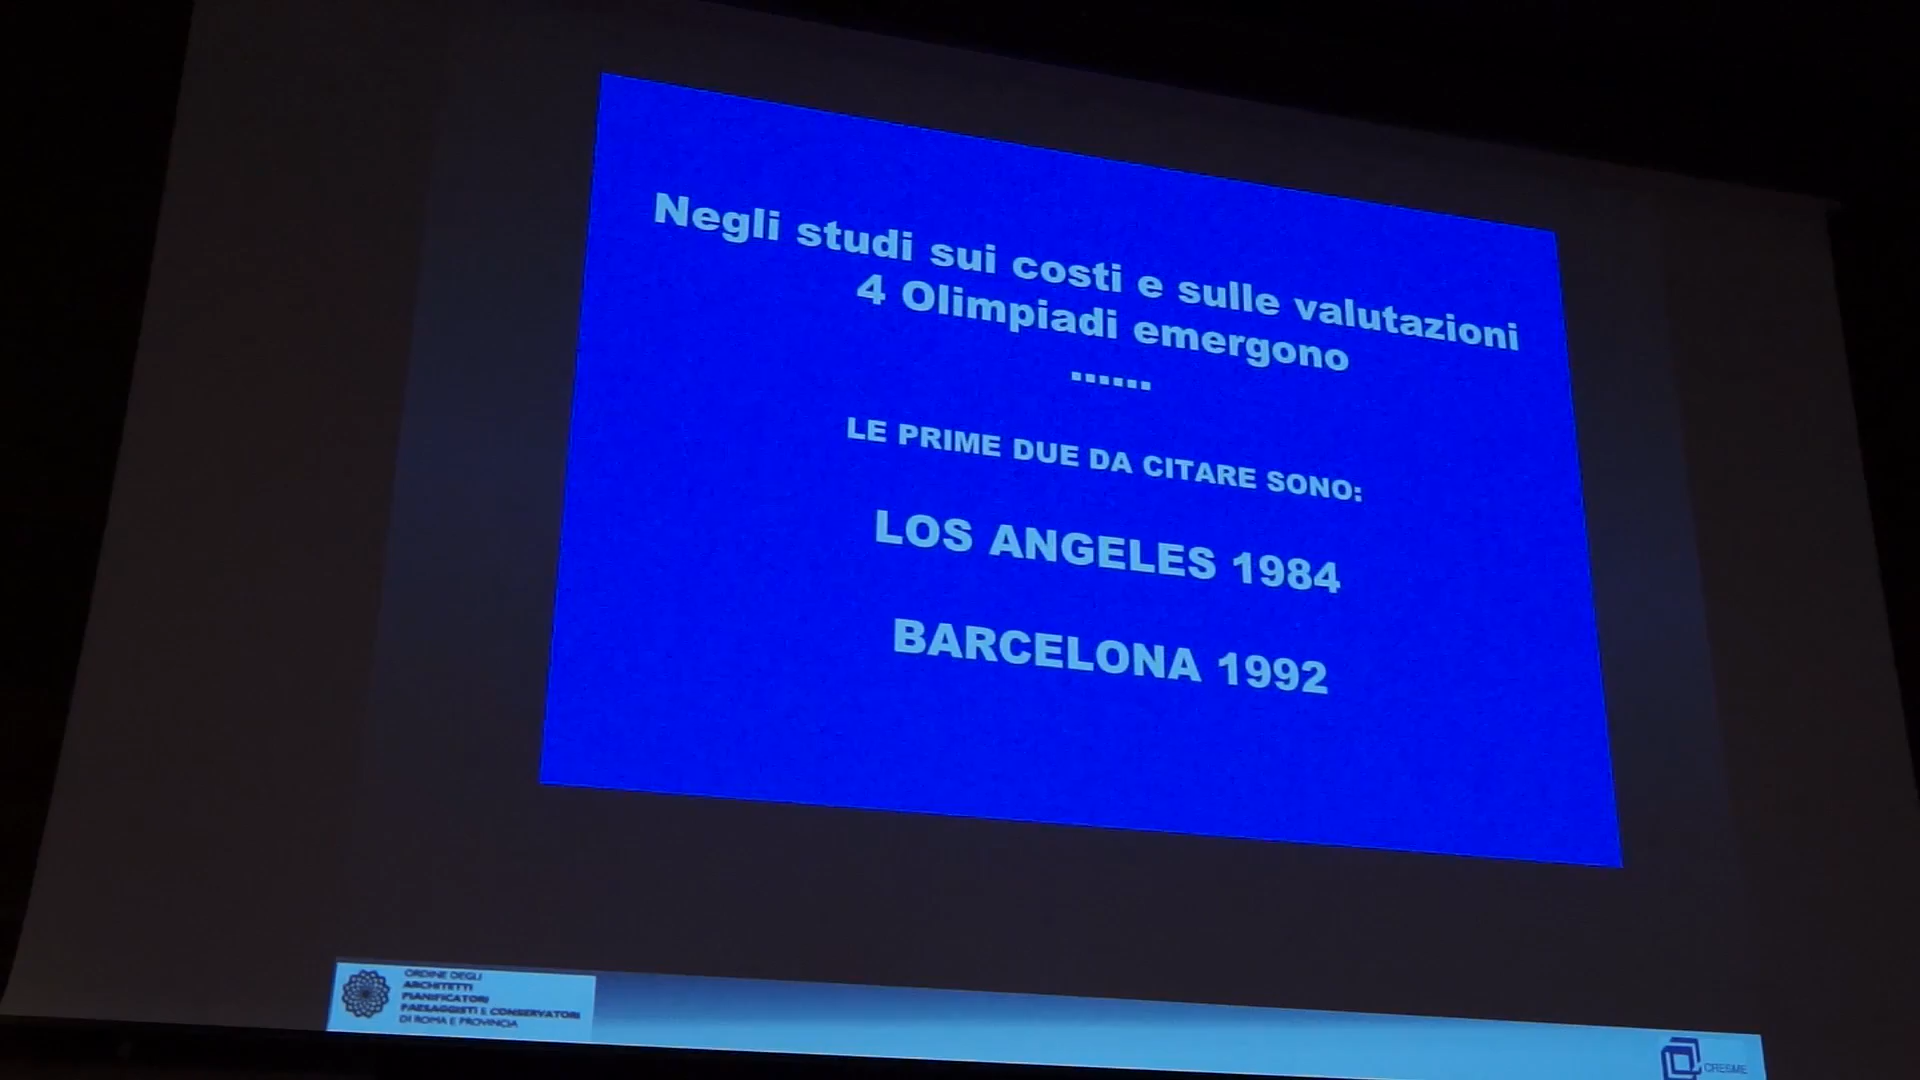 Negli studi sui costi e sulle valutazioni
4 Olimpiadi emergono
......
LE PRIME DUE DA CITARE SONO:
LOS ANGELES 1984
BARCELONA 1992
ORDINE DEGLI
ARCHITETTI
PIANIFICATORI
PAESAGGISTI E CONSERVATORI
DI ROMA E PROVINCIA
CRESME